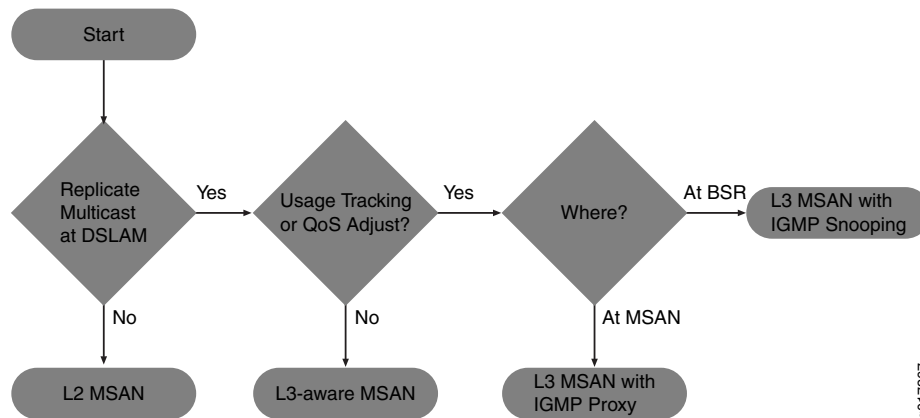 Start
Replicate
Multicast
at DSLAM
Yes
Usage Tracking
or QoS Adjust?
Yes
Where?
At BSR
L3 MSAN with
IGMP Snooping
No
No
At MSAN
L2 MSAN
L3-aware MSAN
L3 MSAN with
IGMP Proxy